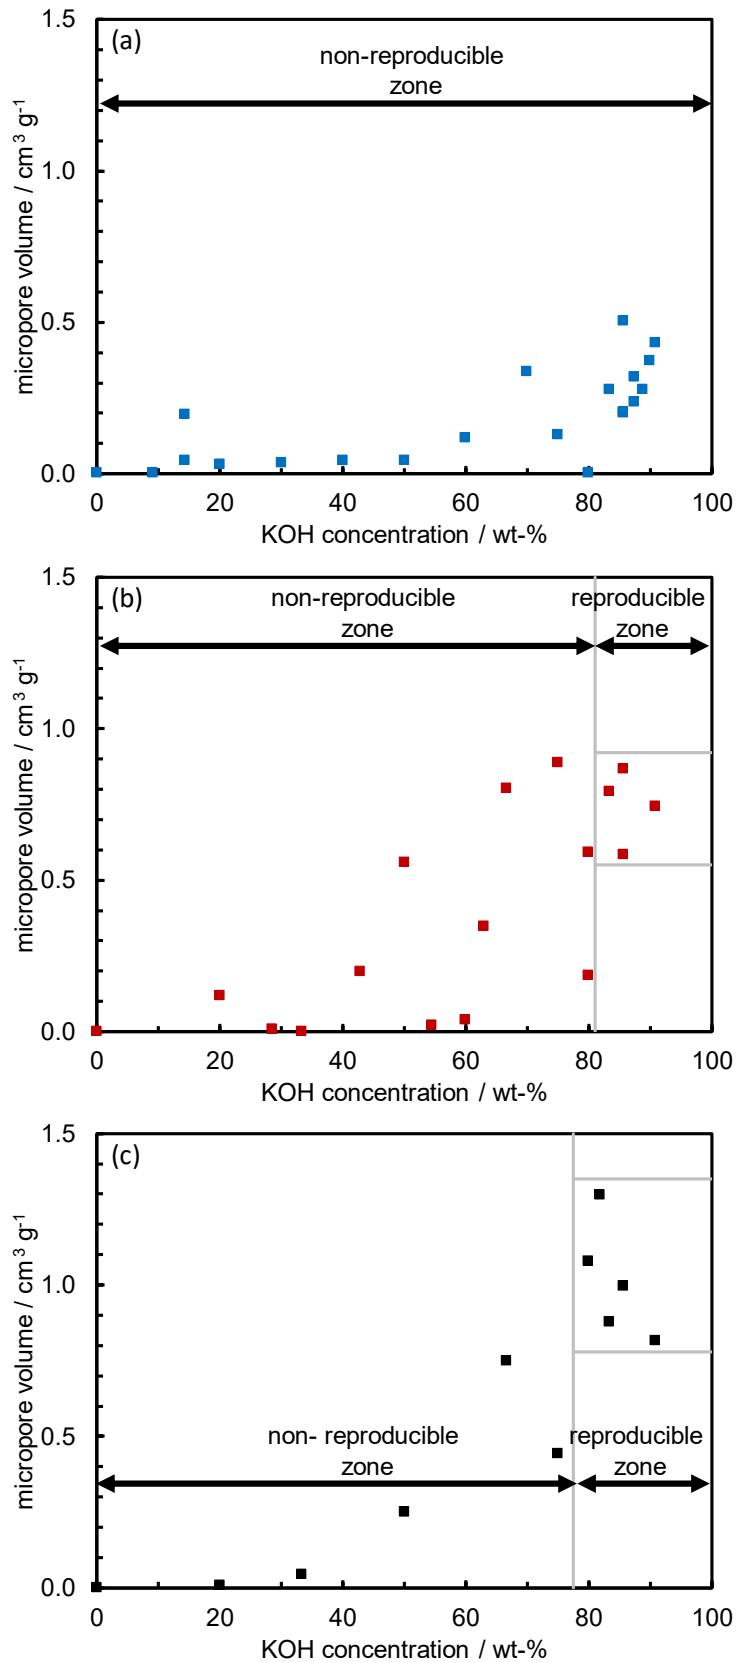 (a)
non-reproducible
zone
micropore volume / cm³ g⁻¹
1.5
1.0
0.5
0.0
0 20 40 60 80 100
KOH concentration / wt-%
(b)
non-reproducible
zone
reproducible
zone
micropore volume / cm³ g⁻¹
1.5
1.0
0.5
0.0
0 20 40 60 80 100
KOH concentration / wt-%
(c)
micropore volume / cm³ g⁻¹
1.5
1.0
0.5
0.0
non- reproducible
zone
reproducible
zone
0 20 40 60 80 100
KOH concentration / wt-%